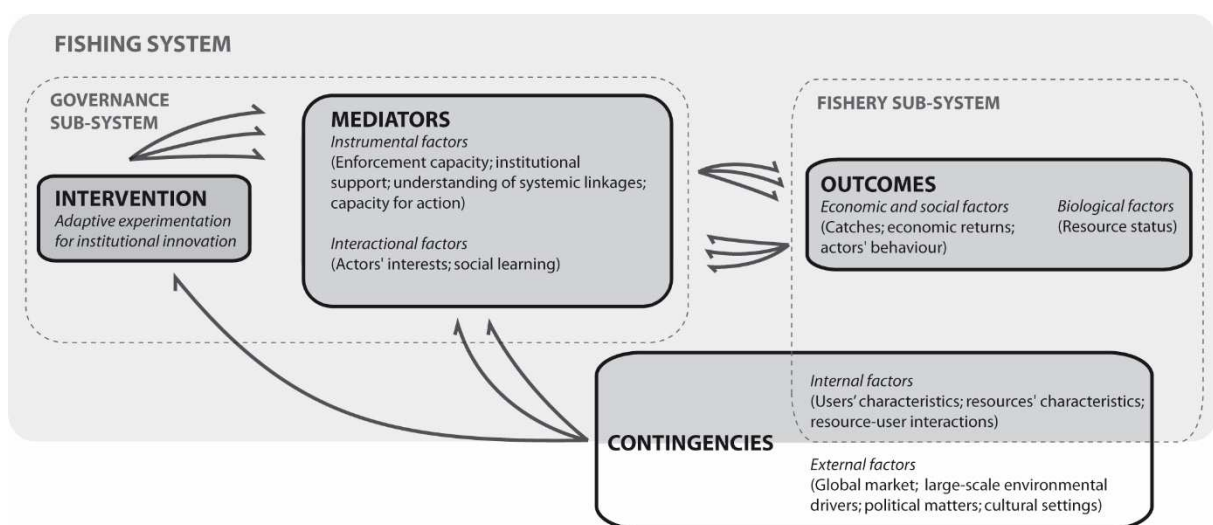 FISHING SYSTEM
GOVERNANCE
SUB-SYSTEM
INTERVENTION
Adaptive experimentation
for institutional innovation
MEDIATORS
Instrumental factors
(Enforcement capacity; institutional
support; understanding of systemic linkages;
capacity for action)
Interactional factors
(Actors' interests; social learning)
FISHERY SUB-SYSTEM
OUTCOMES
Economic and social factors
(Catches; economic returns;
actors' behaviour)
Biological factors
(Resource status)
CONTINGENCIES
Internal factors
(Users' characteristics; resources' characteristics;
resource-user interactions)
External factors
(Global market; large-scale environmental
drivers; political matters; cultural settings)